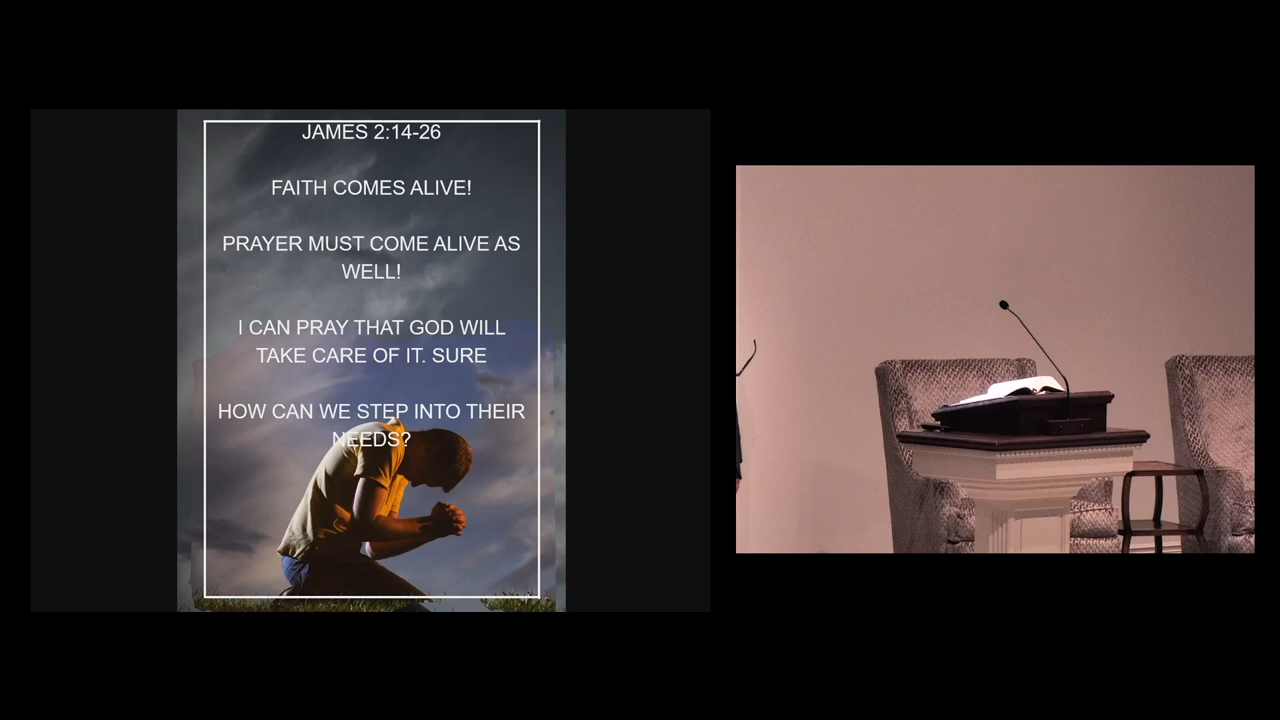 JAMES 2:14-26
FAITH COMES ALIVE!
PRAYER MUST COME ALIVE AS
WELL!
I CAN PRAY THAT GOD WILL
TAKE CARE OF IT. SURE
HOW CAN WE STEP INTO THEIR
NEEDS?